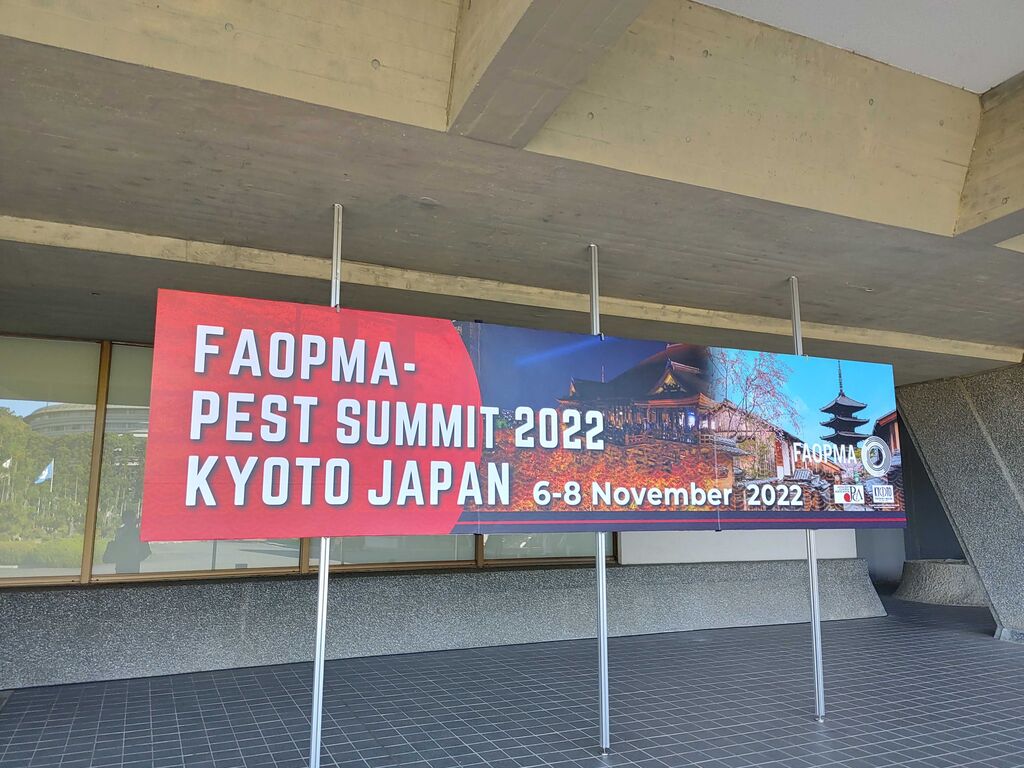 FAOPMA-
PEST SUMMIT 2022
KYOTO JAPAN
6-8 November 2022
FAOPMA